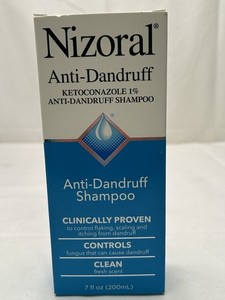 Nizoral®
Anti-Dandruff
KETOCONAZOLE 1%
ANTI-DANDRUFF SHAMPOO
Anti-Dandruff
Shampoo
CLINICALLY PROVEN
to control flaking, scaling and
itching from dandruff
CONTROLS
fungus that can cause dandruff
CLEAN
fresh scent
7 fl oz (200mL)